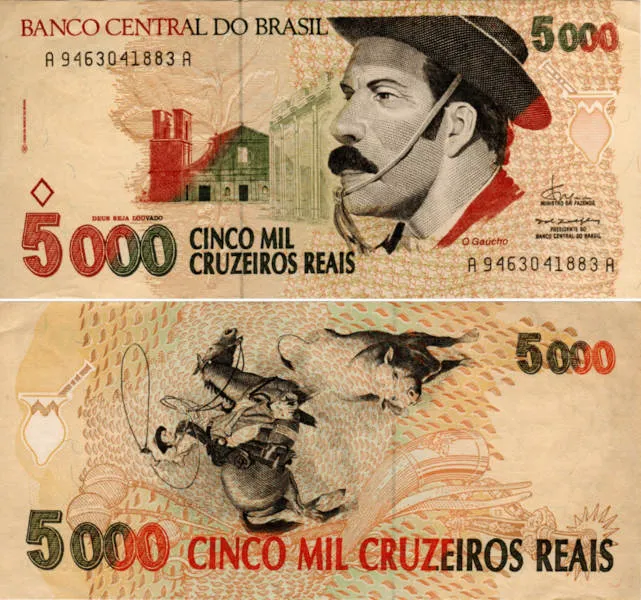 BANCO CENTRAL DO BRASIL
5000
A 9463041883 A
DEUS SEJA LOUVADO
5000
CINCO MIL
CRUZEIROS REAIS
O Gaúcho
MINISTRO DA FAZENDA
PRESIDENTE DO
BANCO CENTRAL DO BRASIL
A 9463041883 A
5000
5000
CINCO MIL CRUZEIROS REAIS